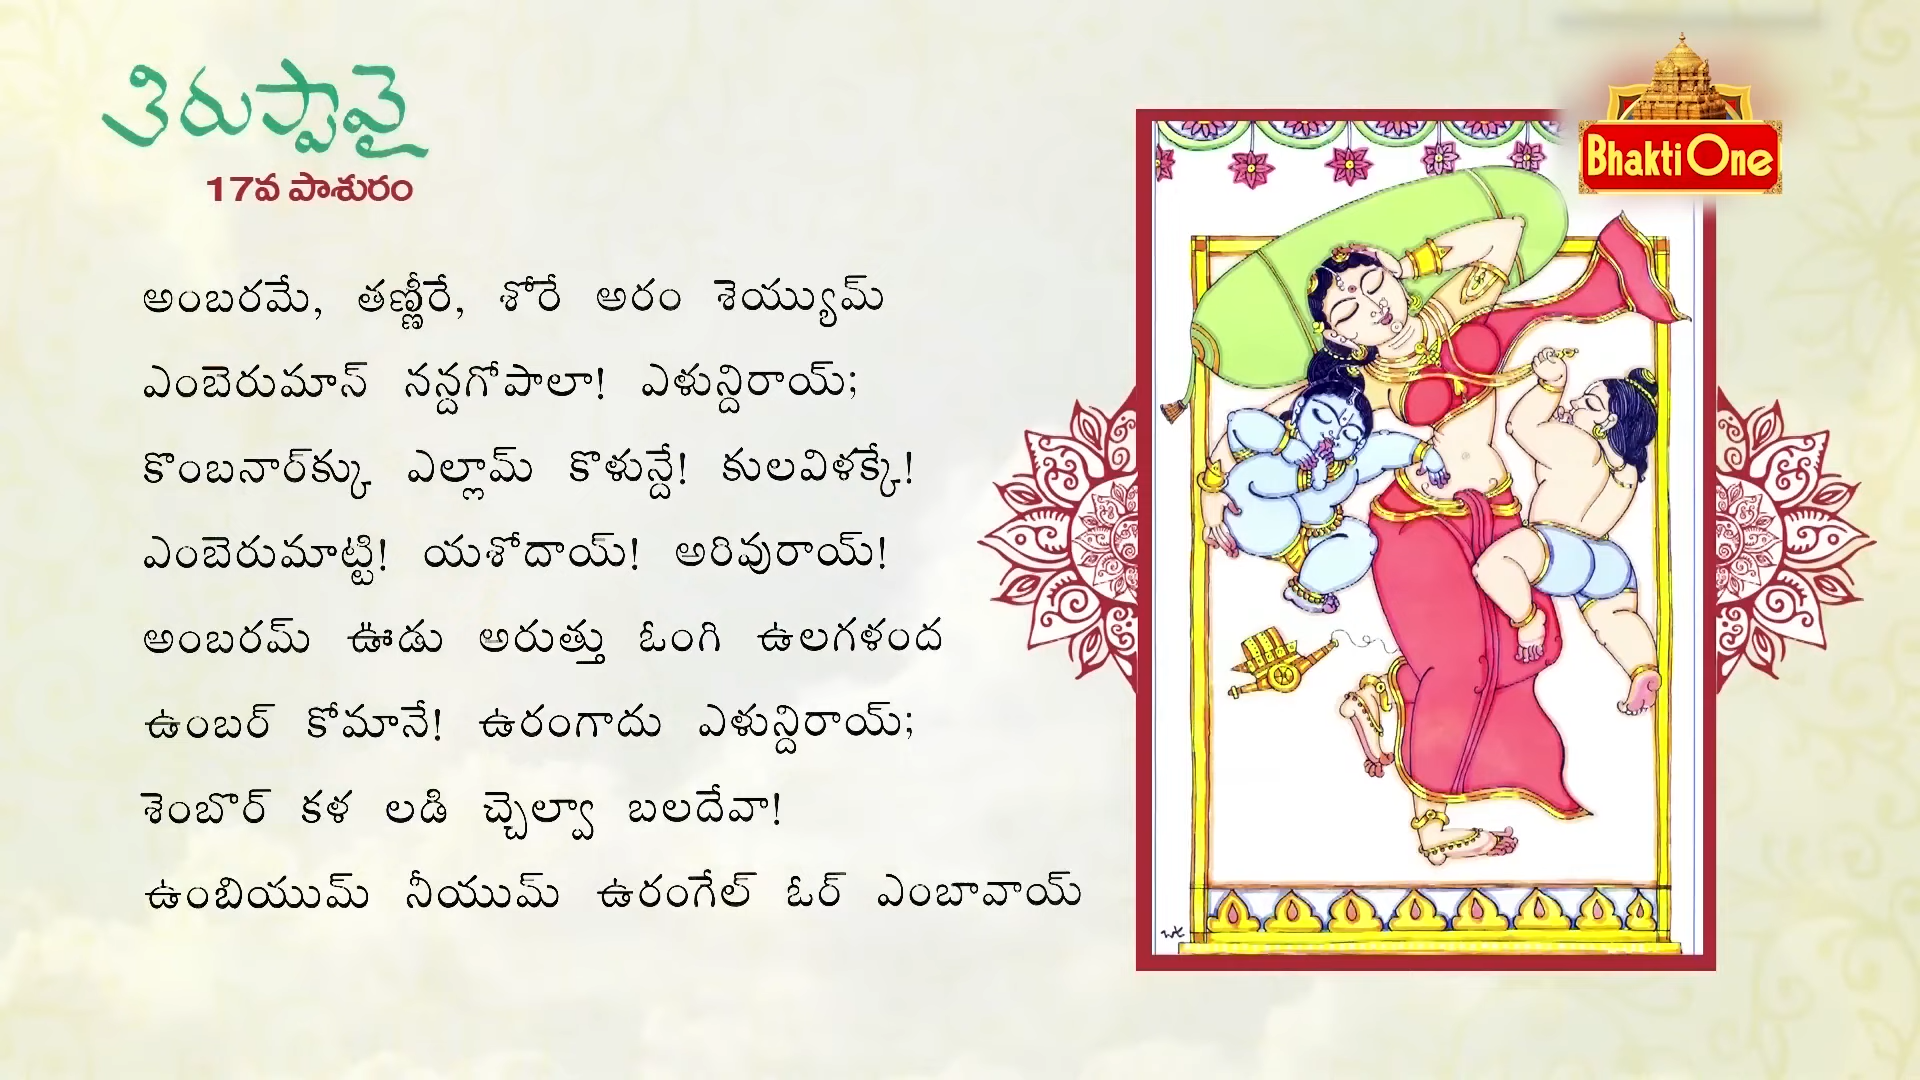 తిరుప్పావై
17వ పాశురం
Bhakti One
అంబరమే, తణ్ణీరే, శోరే అరం శెయ్యుమ్
ఎంబెరుమాన్ నన్దగోపాలా! ఎళున్దిరాయ్;
కొంబనార్‌క్కు ఎల్లామ్ కొళున్దే! కులవిళక్కే!
ఎంబెరుమాట్టి! యశోదాయ్! అరివురాయ్!
అంబరమ్ ఊడు అరుత్తు ఓంగి ఉలగళంద
ఉంబర్ కోమానే! ఉరంగాదు ఎళున్దిరాయ్;
శెంబొర్ కళ లడి చ్చెల్వా బలదేవా!
ఉంబియుమ్ నీయుమ్ ఉరంగేల్ ఓర్ ఎంబావాయ్